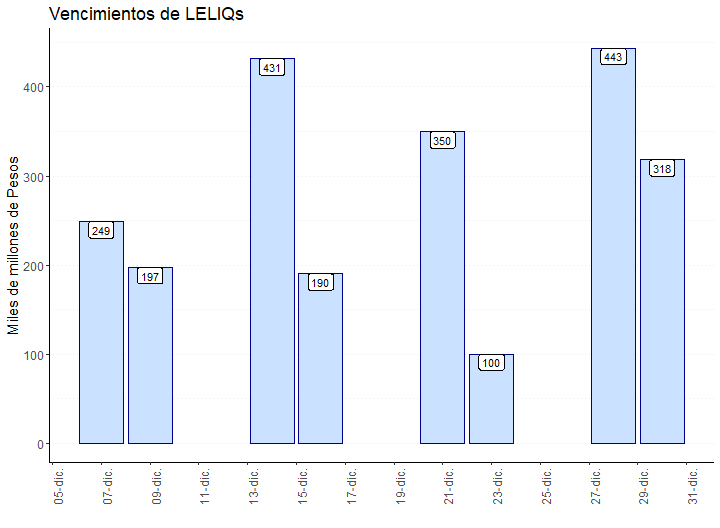 Vencimientos de LELIQs
Miles de millones de Pesos
400
300
200
100
0
249
197
431
190
350
100
443
318
05-dic.
07-dic.
09-dic.
11-dic.
13-dic.
15-dic.
17-dic.
19-dic.
21-dic.
23-dic.
25-dic.
27-dic.
29-dic.
31-dic.